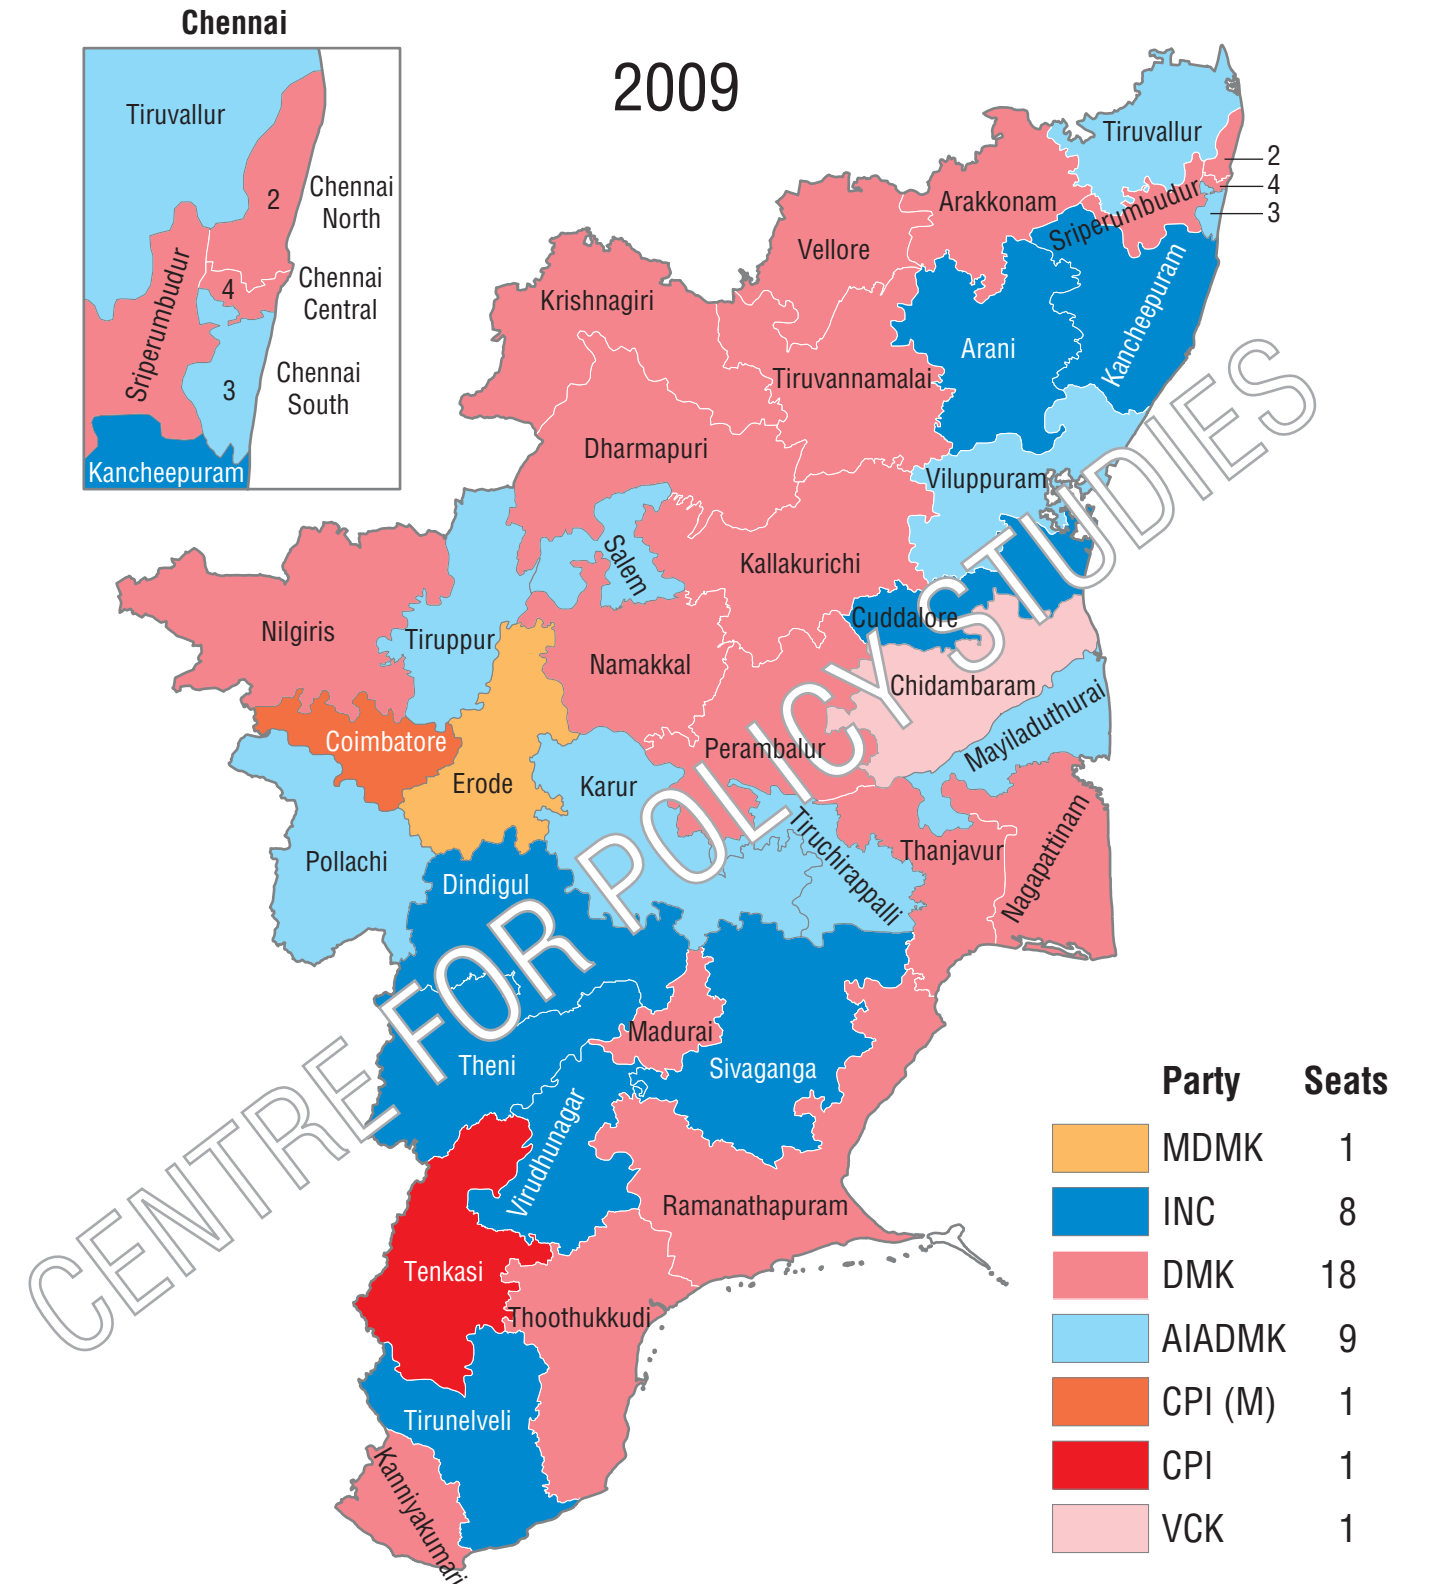 Chennai
2009
Tiruvallur
2
Chennai
North
Sriperumbudur
4
Chennai
Central
3
Chennai
South
Kancheepuram
Tiruvallur
2
4
3
Arakkonam
Sriperumbudur
Vellore
Kancheepuram
Krishnagiri
Arani
Tiruvannamalai
Dharmapuri
Viluppuram
Salem
Kallakurichi
Cuddalore
Nilgiris
Tiruppur
Namakkal
Chidambaram
Mayiladuthurai
Coimbatore
Perambalur
Erode
Karur
Tiruchirappalli
Thanjavur
Nagapattinam
Pollachi
Dindigul
Madurai
Theni
Sivaganga
Virudhunagar
Ramanathapuram
Tenkasi
Thoothukkudi
Tirunelveli
Kanniyakumari
CENTRE FOR POLICY STUDIES
Party Seats
MDMK 1
INC 8
DMK 18
AIADMK 9
CPI (M) 1
CPI 1
VCK 1